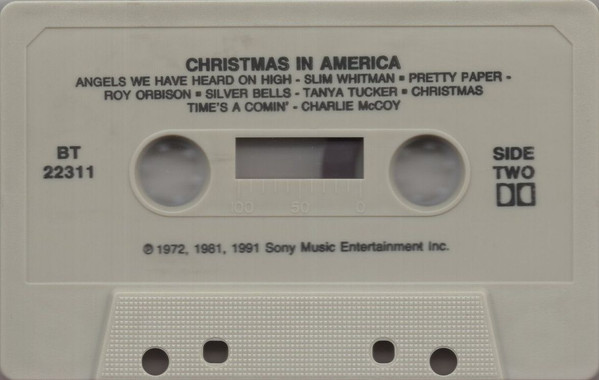 CHRISTMAS IN AMERICA
ANGELS WE HAVE HEARD ON HIGH - SLIM WHITMAN ▪ PRETTY PAPER -
ROY ORBISON ▪ SILVER BELLS - TANYA TUCKER ▪ CHRISTMAS
TIME'S A COMIN' - CHARLIE McCOY
BT
22311
SIDE
TWO
00 50 0
℗ 1972, 1981, 1991 Sony Music Entertainment Inc.